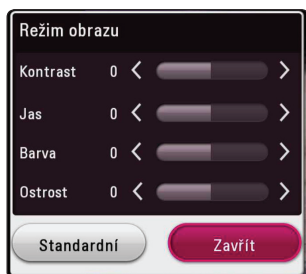 Režim obrazu
Kontrast 0
Jas 0
Barva 0
Ostrost 0
Standardní Zavřít